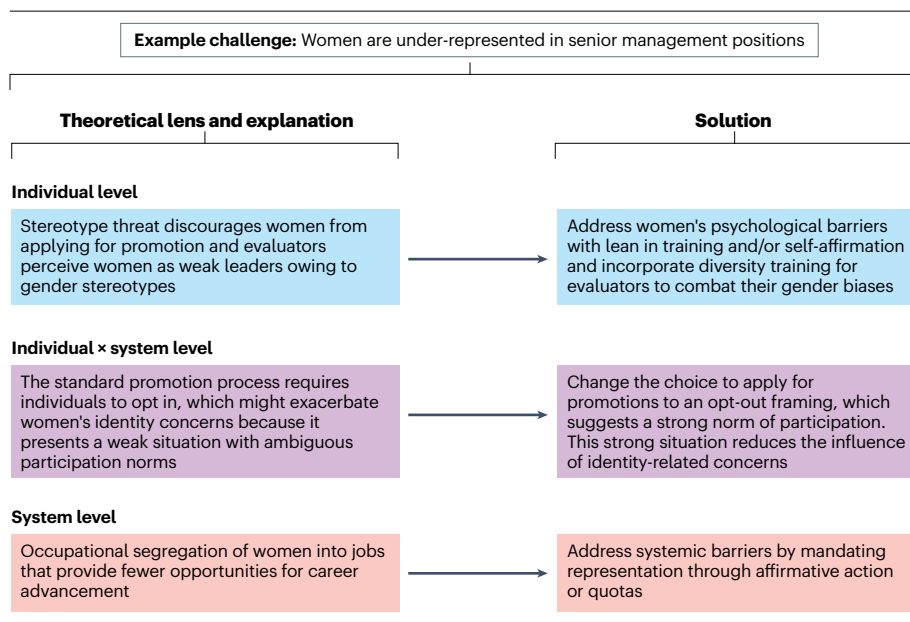 Example challenge: Women are under-represented in senior management positions
Theoretical lens and explanation
Solution
Individual level
Stereotype threat discourages women from
applying for promotion and evaluators
perceive women as weak leaders owing to
gender stereotypes
Address women's psychological barriers
with lean in training and/or self-affirmation
and incorporate diversity training for
evaluators to combat their gender biases
Individual × system level
The standard promotion process requires
individuals to opt in, which might exacerbate
women's identity concerns because it
presents a weak situation with ambiguous
participation norms
Change the choice to apply for
promotions to an opt-out framing, which
suggests a strong norm of participation.
This strong situation reduces the influence
of identity-related concerns
System level
Occupational segregation of women into jobs
that provide fewer opportunities for career
advancement
Address systemic barriers by mandating
representation through affirmative action
or quotas